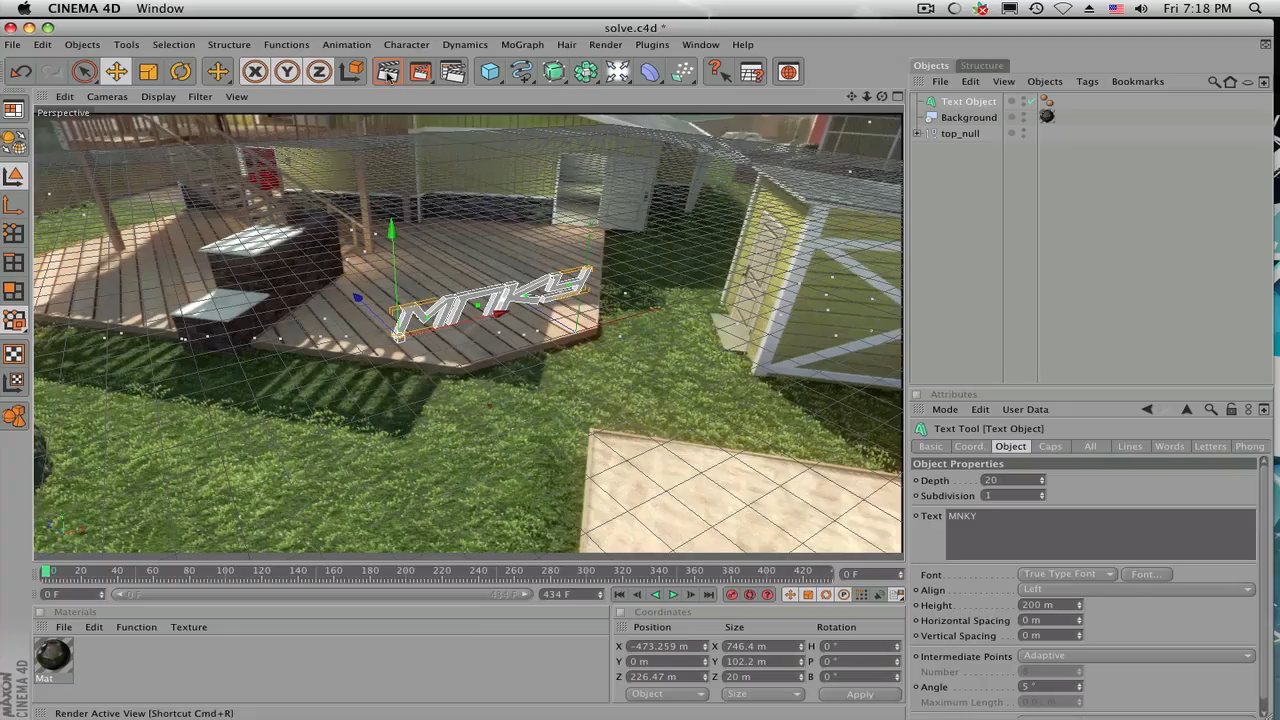 CINEMA 4D Window Fri 7:18 PM
solve.c4d *
File Edit Objects Tools Selection Structure Functions Animation Character Dynamics MoGraph Hair Render Plugins Window Help
X Y Z
Objects Structure
File Edit View Objects Tags Bookmarks
Edit Cameras Display Filter View
Perspective
Text Object
Background
top_null
MNKY
Attributes
Mode Edit User Data
Text Tool [Text Object]
Basic Coord. Object Caps All Lines Words Letters Phong
Object Properties
Depth 20
Subdivision 1
Text MNKY
Font True Type Font Font...
Align Left
Height 200 m
Horizontal Spacing 0 m
Vertical Spacing 0 m
Intermediate Points Adaptive
Number
Angle 5 °
Maximum Length
0 20 40 60 80 100 120 140 160 180 200 220 240 260 280 300 320 340 360 380 400 420 0 F
0 F 0 F 434 F 434 F
Materials
File Edit Function Texture
Mat
Coordinates
Position Size Rotation
X -473.259 m X 746.4 m H 0 °
Y 0 m Y 102.2 m P 0 °
Z 226.47 m Z 20 m B 0 °
Object Size Apply
MAXON CINEMA 4D
Render Active View (Shortcut Cmd+R)